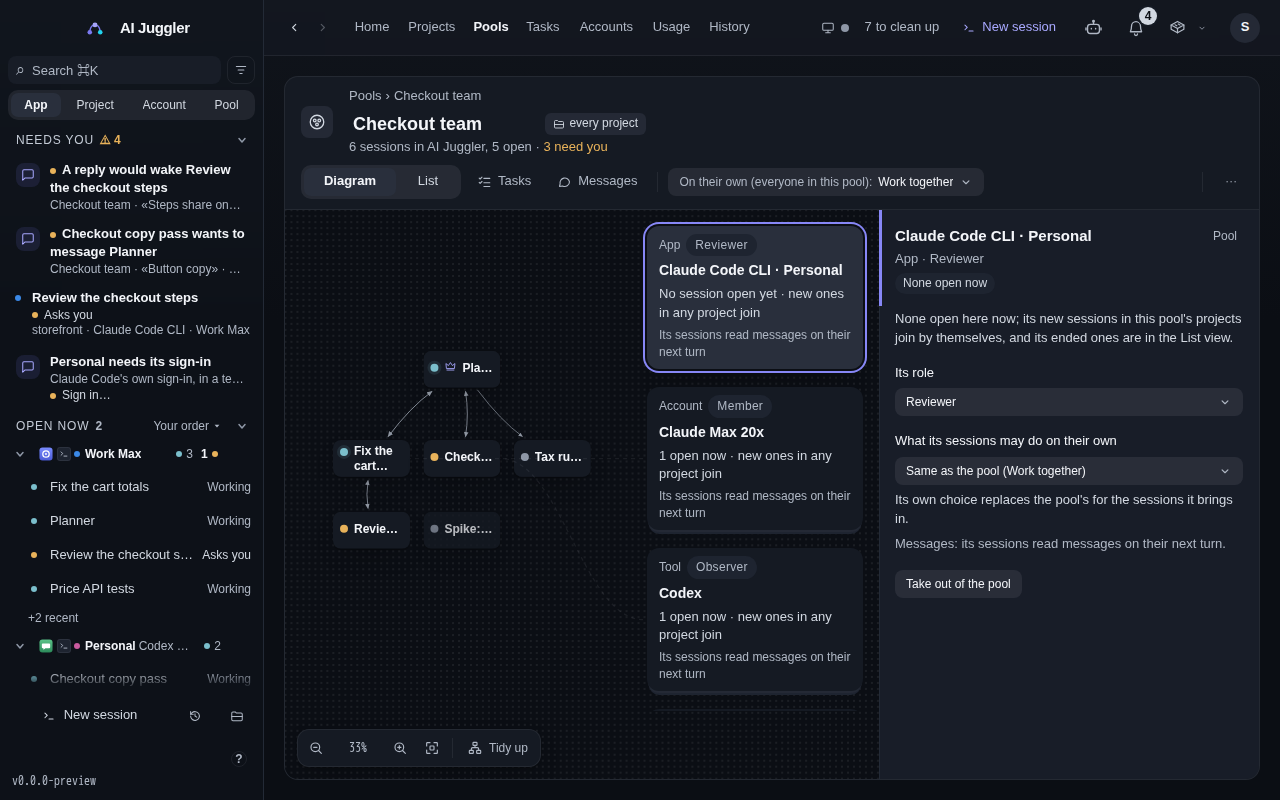 AI Juggler
Search ⌘K
App
Project
Account
Pool
NEEDS YOU
4
A reply would wake Review the checkout steps
Checkout team · «Steps share on…
Checkout copy pass wants to message Planner
Checkout team · «Button copy» · …
Review the checkout steps
Asks you
storefront · Claude Code CLI · Work Max
Personal needs its sign-in
Claude Code's own sign-in, in a te…
Sign in…
OPEN NOW 2
Your order
Work Max
3
1
Fix the cart totals
Working
Planner
Working
Review the checkout s…
Asks you
Price API tests
Working
+2 recent
Personal Codex …
2
Checkout copy pass
Working
New session
?
v0.0.0-preview
Home
Projects
Pools
Tasks
Accounts
Usage
History
7 to clean up
New session
4
S
Pools › Checkout team
Checkout team
every project
6 sessions in AI Juggler, 5 open · 3 need you
Diagram
List
Tasks
Messages
On their own (everyone in this pool): Work together
Pla…
Fix the cart…
Check…
Tax ru…
Revie…
Spike:…
App
Reviewer
Claude Code CLI · Personal
No session open yet · new ones in any project join
Its sessions read messages on their next turn
Account
Member
Claude Max 20x
1 open now · new ones in any project join
Its sessions read messages on their next turn
Tool
Observer
Codex
1 open now · new ones in any project join
Its sessions read messages on their next turn
33%
Tidy up
Claude Code CLI · Personal
Pool
App · Reviewer
None open now
None open here now; its new sessions in this pool's projects join by themselves, and its ended ones are in the List view.
Its role
Reviewer
What its sessions may do on their own
Same as the pool (Work together)
Its own choice replaces the pool's for the sessions it brings in.
Messages: its sessions read messages on their next turn.
Take out of the pool